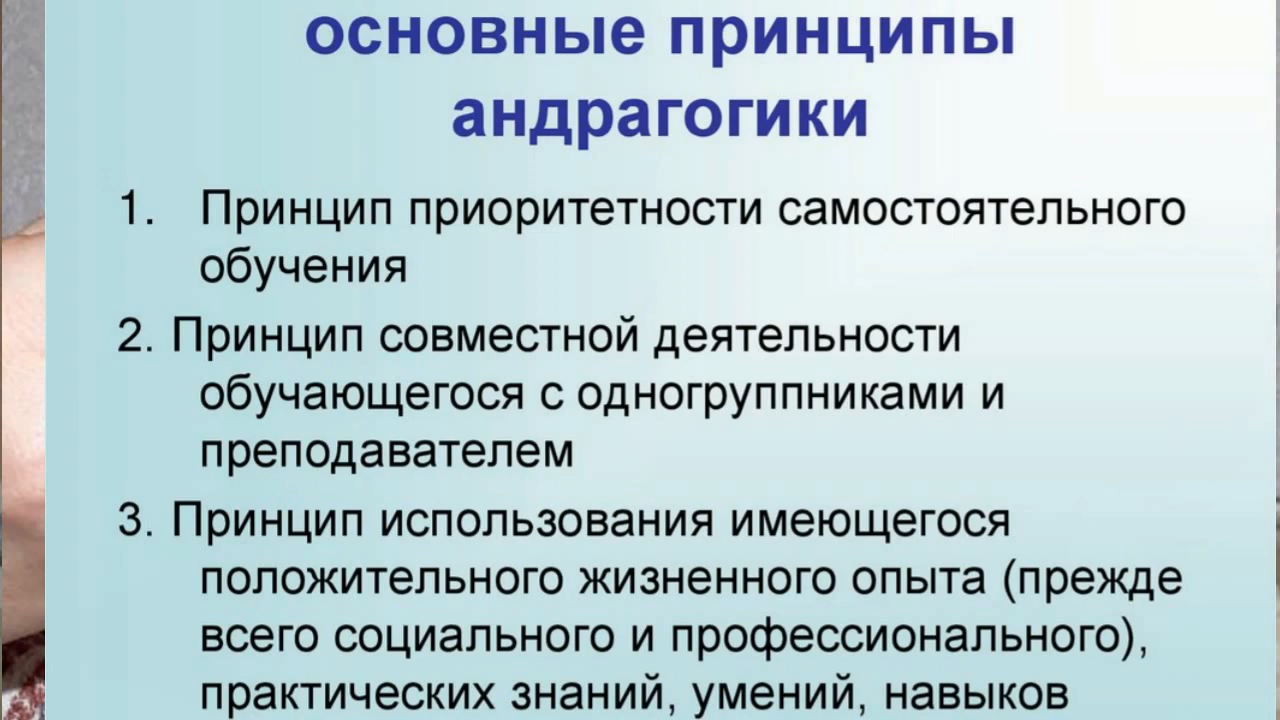 основные принципы
андрагогики
1. Принцип приоритетности самостоятельного
обучения
2. Принцип совместной деятельности
обучающегося с одногруппниками и
преподавателем
3. Принцип использования имеющегося
положительного жизненного опыта (прежде
всего социального и профессионального),
практических знаний, умений, навыков